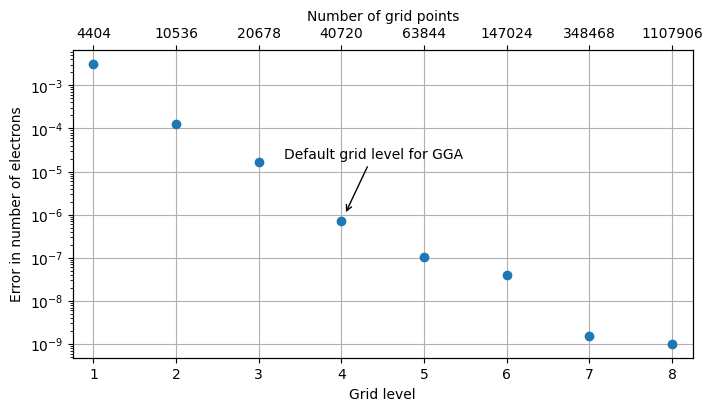 Number of grid points
4404 10536 20678 40720 63844 147024 348468 1107906
10⁻³
10⁻⁴
Default grid level for GGA
10⁻⁵
10⁻⁶
10⁻⁷
10⁻⁸
10⁻⁹
Error in number of electrons
1 2 3 4 5 6 7 8
Grid level